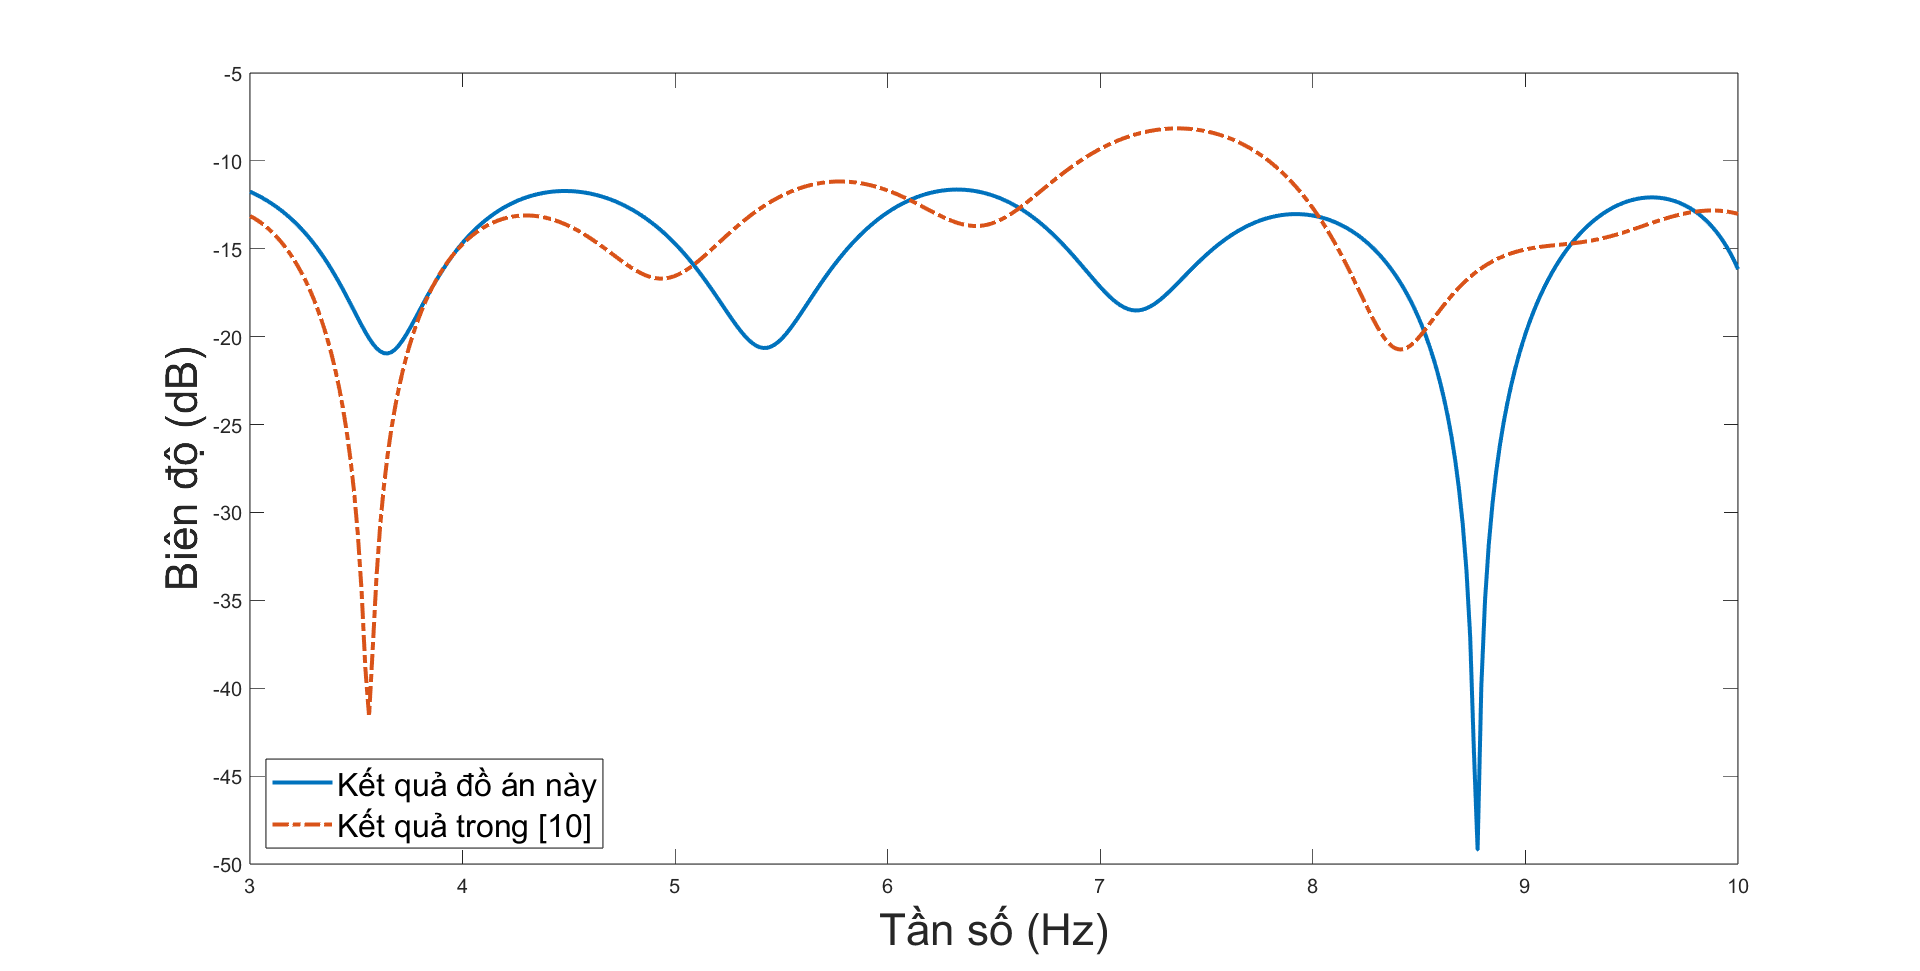 -5
-10
-15
-20
-25
-30
-35
-40
-45
-50
Biên độ (dB)
Kết quả đồ án này
Kết quả trong [10]
3 4 5 6 7 8 9 10
Tần số (Hz)